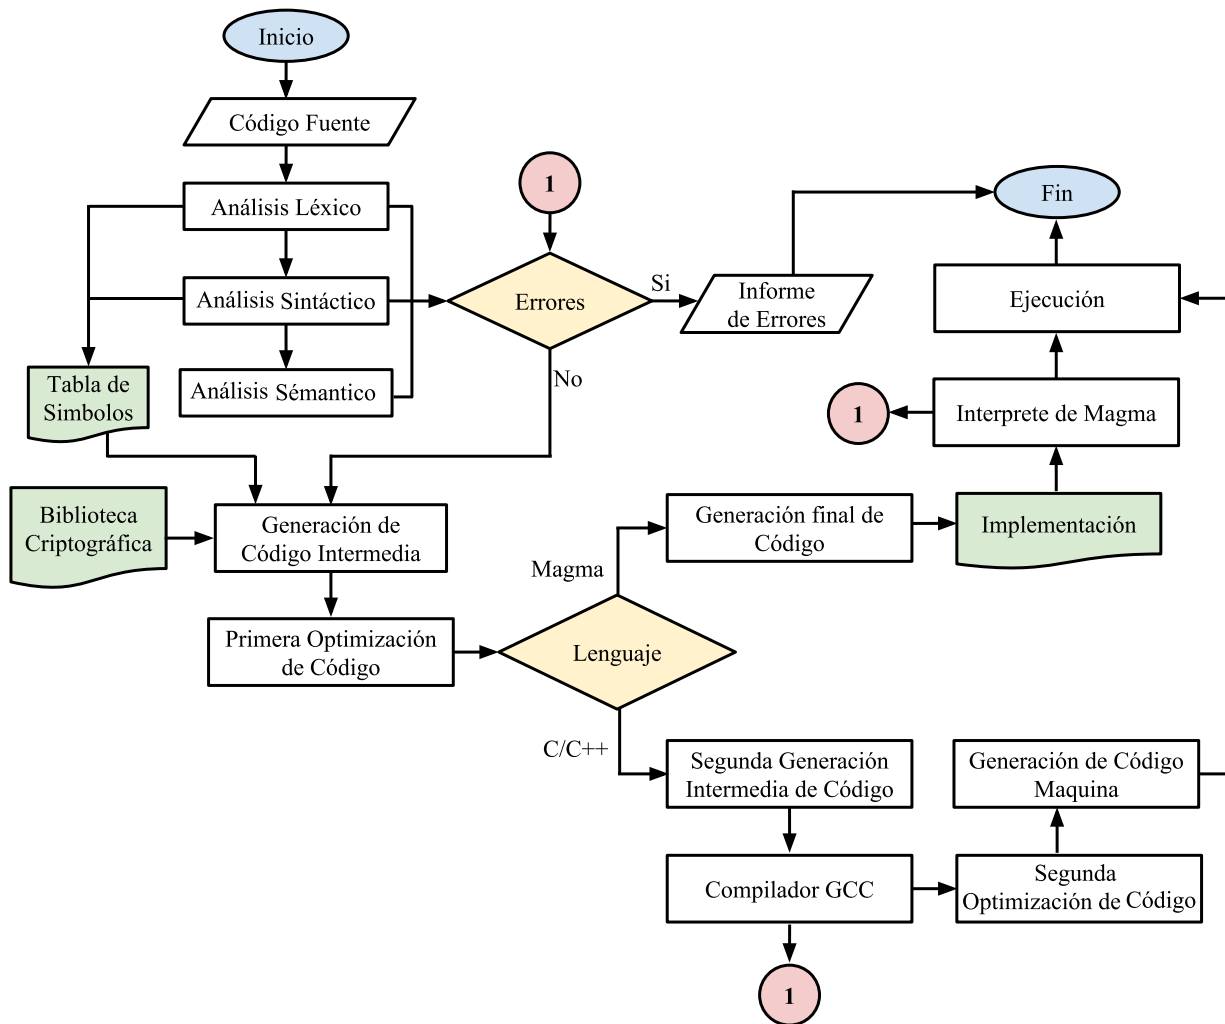 Inicio
Código Fuente
Análisis Léxico
1
Fin
Análisis Sintáctico
Errores
Si
Informe
de Errores
Ejecución
Análisis Sémantico
No
Tabla de
Simbolos
1
Interprete de Magma
Biblioteca
Criptográfica
Generación de
Código Intermedia
Generación final de
Código
Implementación
Magma
Primera Optimización
de Código
Lenguaje
C/C++
Segunda Generación
Intermedia de Código
Generación de Código
Maquina
Compilador GCC
Segunda
Optimización de Código
1